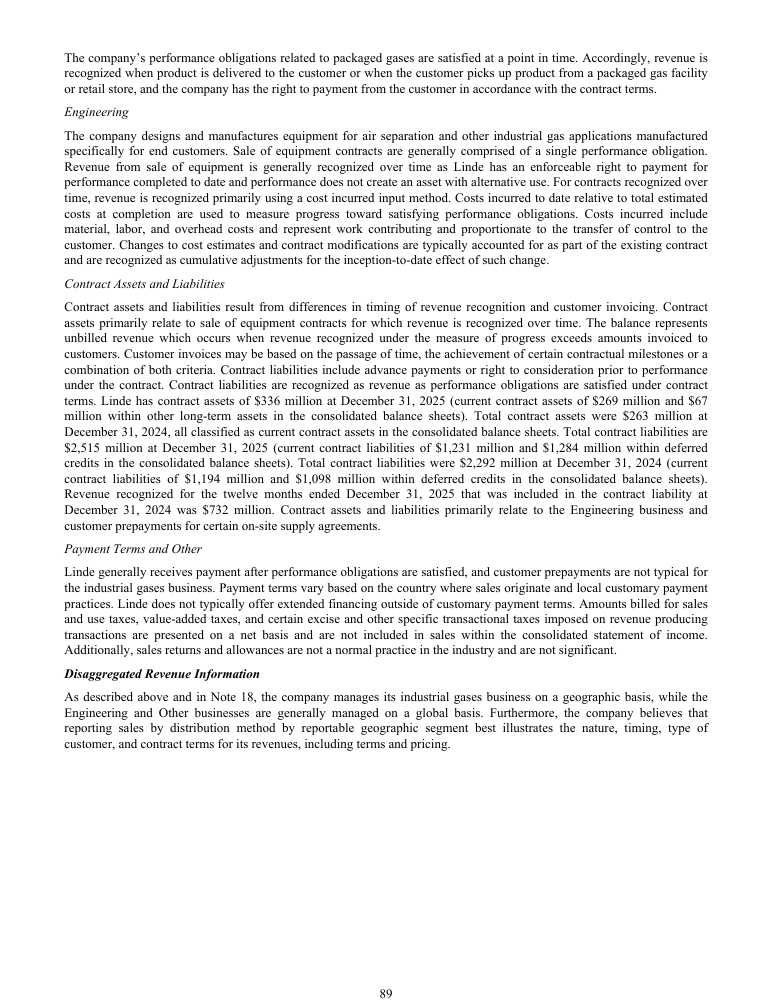 The company’s performance obligations related to packaged gases are satisfied at a point in time. Accordingly, revenue is
recognized when product is delivered to the customer or when the customer picks up product from a packaged gas facility
or retail store, and the company has the right to payment from the customer in accordance with the contract terms.
Engineering
The company designs and manufactures equipment for air separation and other industrial gas applications manufactured
specifically for end customers. Sale of equipment contracts are generally comprised of a single performance obligation.
Revenue from sale of equipment is generally recognized over time as Linde has an enforceable right to payment for
performance completed to date and performance does not create an asset with alternative use. For contracts recognized over
time, revenue is recognized primarily using a cost incurred input method. Costs incurred to date relative to total estimated
costs at completion are used to measure progress toward satisfying performance obligations. Costs incurred include
material, labor, and overhead costs and represent work contributing and proportionate to the transfer of control to the
customer. Changes to cost estimates and contract modifications are typically accounted for as part of the existing contract
and are recognized as cumulative adjustments for the inception-to-date effect of such change.
Contract Assets and Liabilities
Contract assets and liabilities result from differences in timing of revenue recognition and customer invoicing. Contract
assets primarily relate to sale of equipment contracts for which revenue is recognized over time. The balance represents
unbilled revenue which occurs when revenue recognized under the measure of progress exceeds amounts invoiced to
customers. Customer invoices may be based on the passage of time, the achievement of certain contractual milestones or a
combination of both criteria. Contract liabilities include advance payments or right to consideration prior to performance
under the contract. Contract liabilities are recognized as revenue as performance obligations are satisfied under contract
terms. Linde has contract assets of $336 million at December 31, 2025 (current contract assets of $269 million and $67
million within other long-term assets in the consolidated balance sheets). Total contract assets were $263 million at
December 31, 2024, all classified as current contract assets in the consolidated balance sheets. Total contract liabilities are
$2,515 million at December 31, 2025 (current contract liabilities of $1,231 million and $1,284 million within deferred
credits in the consolidated balance sheets). Total contract liabilities were $2,292 million at December 31, 2024 (current
contract liabilities of $1,194 million and $1,098 million within deferred credits in the consolidated balance sheets).
Revenue recognized for the twelve months ended December 31, 2025 that was included in the contract liability at
December 31, 2024 was $732 million. Contract assets and liabilities primarily relate to the Engineering business and
customer prepayments for certain on-site supply agreements.
Payment Terms and Other
Linde generally receives payment after performance obligations are satisfied, and customer prepayments are not typical for
the industrial gases business. Payment terms vary based on the country where sales originate and local customary payment
practices. Linde does not typically offer extended financing outside of customary payment terms. Amounts billed for sales
and use taxes, value-added taxes, and certain excise and other specific transactional taxes imposed on revenue producing
transactions are presented on a net basis and are not included in sales within the consolidated statement of income.
Additionally, sales returns and allowances are not a normal practice in the industry and are not significant.
Disaggregated Revenue Information
As described above and in Note 18, the company manages its industrial gases business on a geographic basis, while the
Engineering and Other businesses are generally managed on a global basis. Furthermore, the company believes that
reporting sales by distribution method by reportable geographic segment best illustrates the nature, timing, type of
customer, and contract terms for its revenues, including terms and pricing.
89